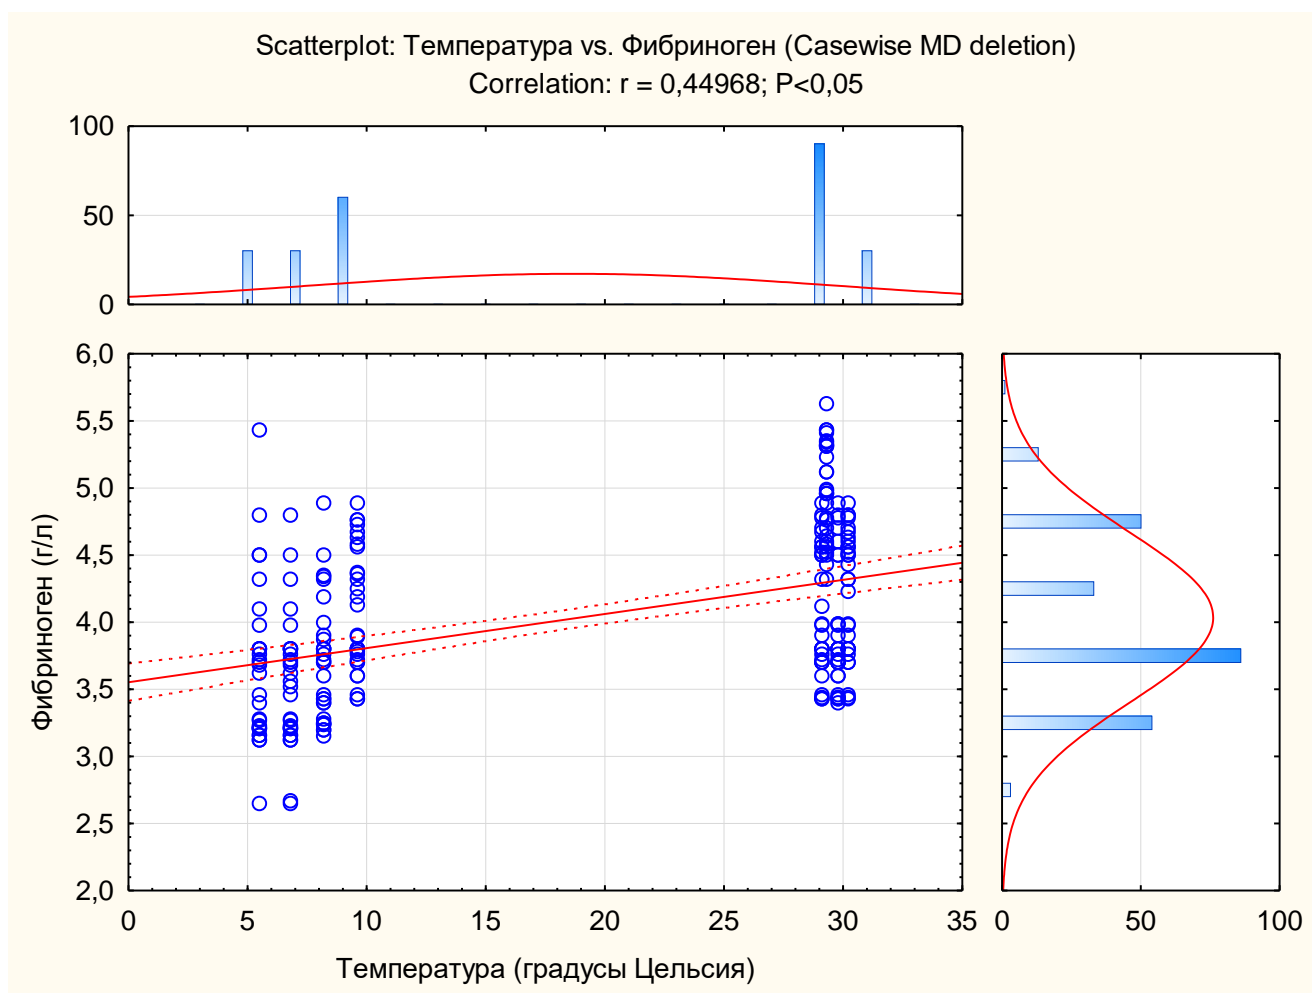 Scatterplot: Температура vs. Фибриноген (Casewise MD deletion)
Correlation: r = 0,44968; P<0,05
100
50
0
6,0
5,5
5,0
4,5
4,0
3,5
3,0
2,5
2,0
Фибриноген (г/л)
0 5 10 15 20 25 30 35
0 50 100
Температура (градусы Цельсия)